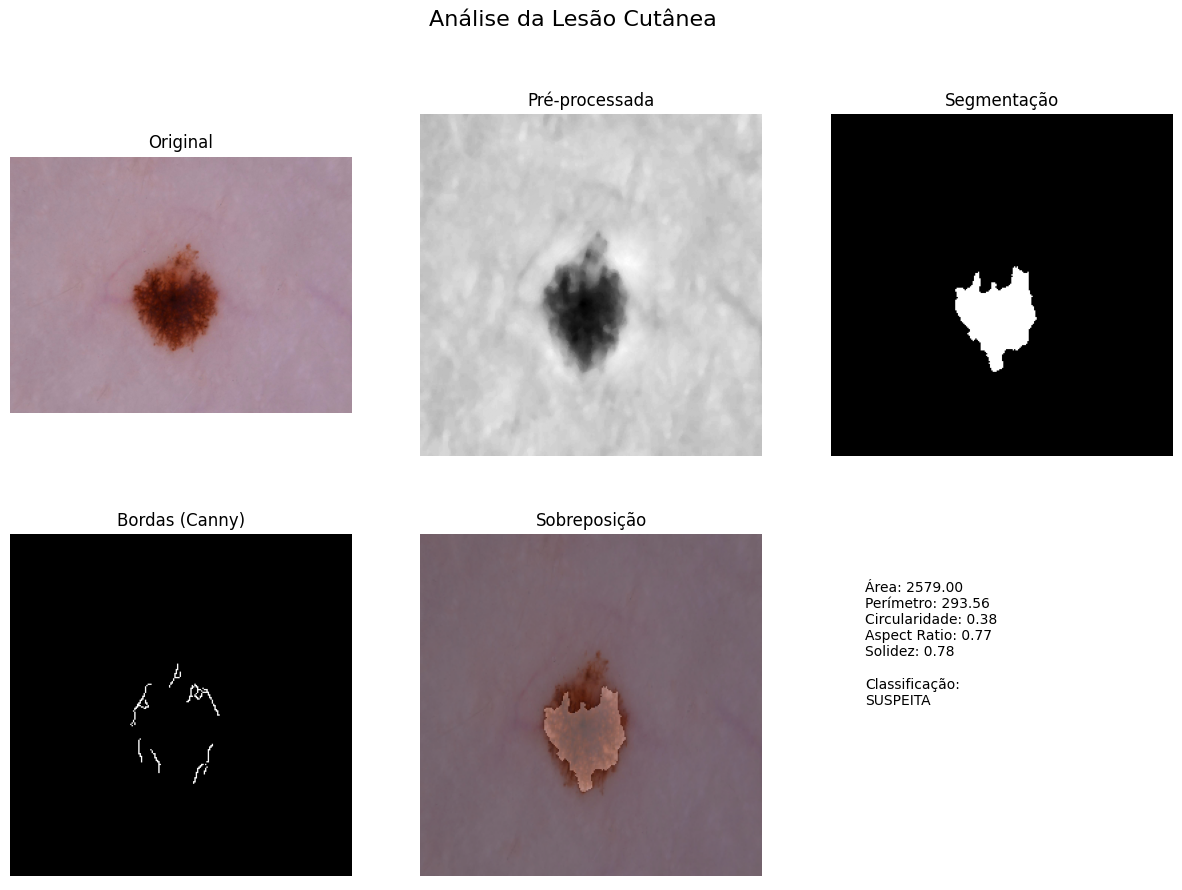 Análise da Lesão Cutânea
Original
Pré-processada
Segmentação
Bordas (Canny)
Sobreposição
Área: 2579.00
Perímetro: 293.56
Circularidade: 0.38
Aspect Ratio: 0.77
Solidez: 0.78
Classificação:
SUSPEITA